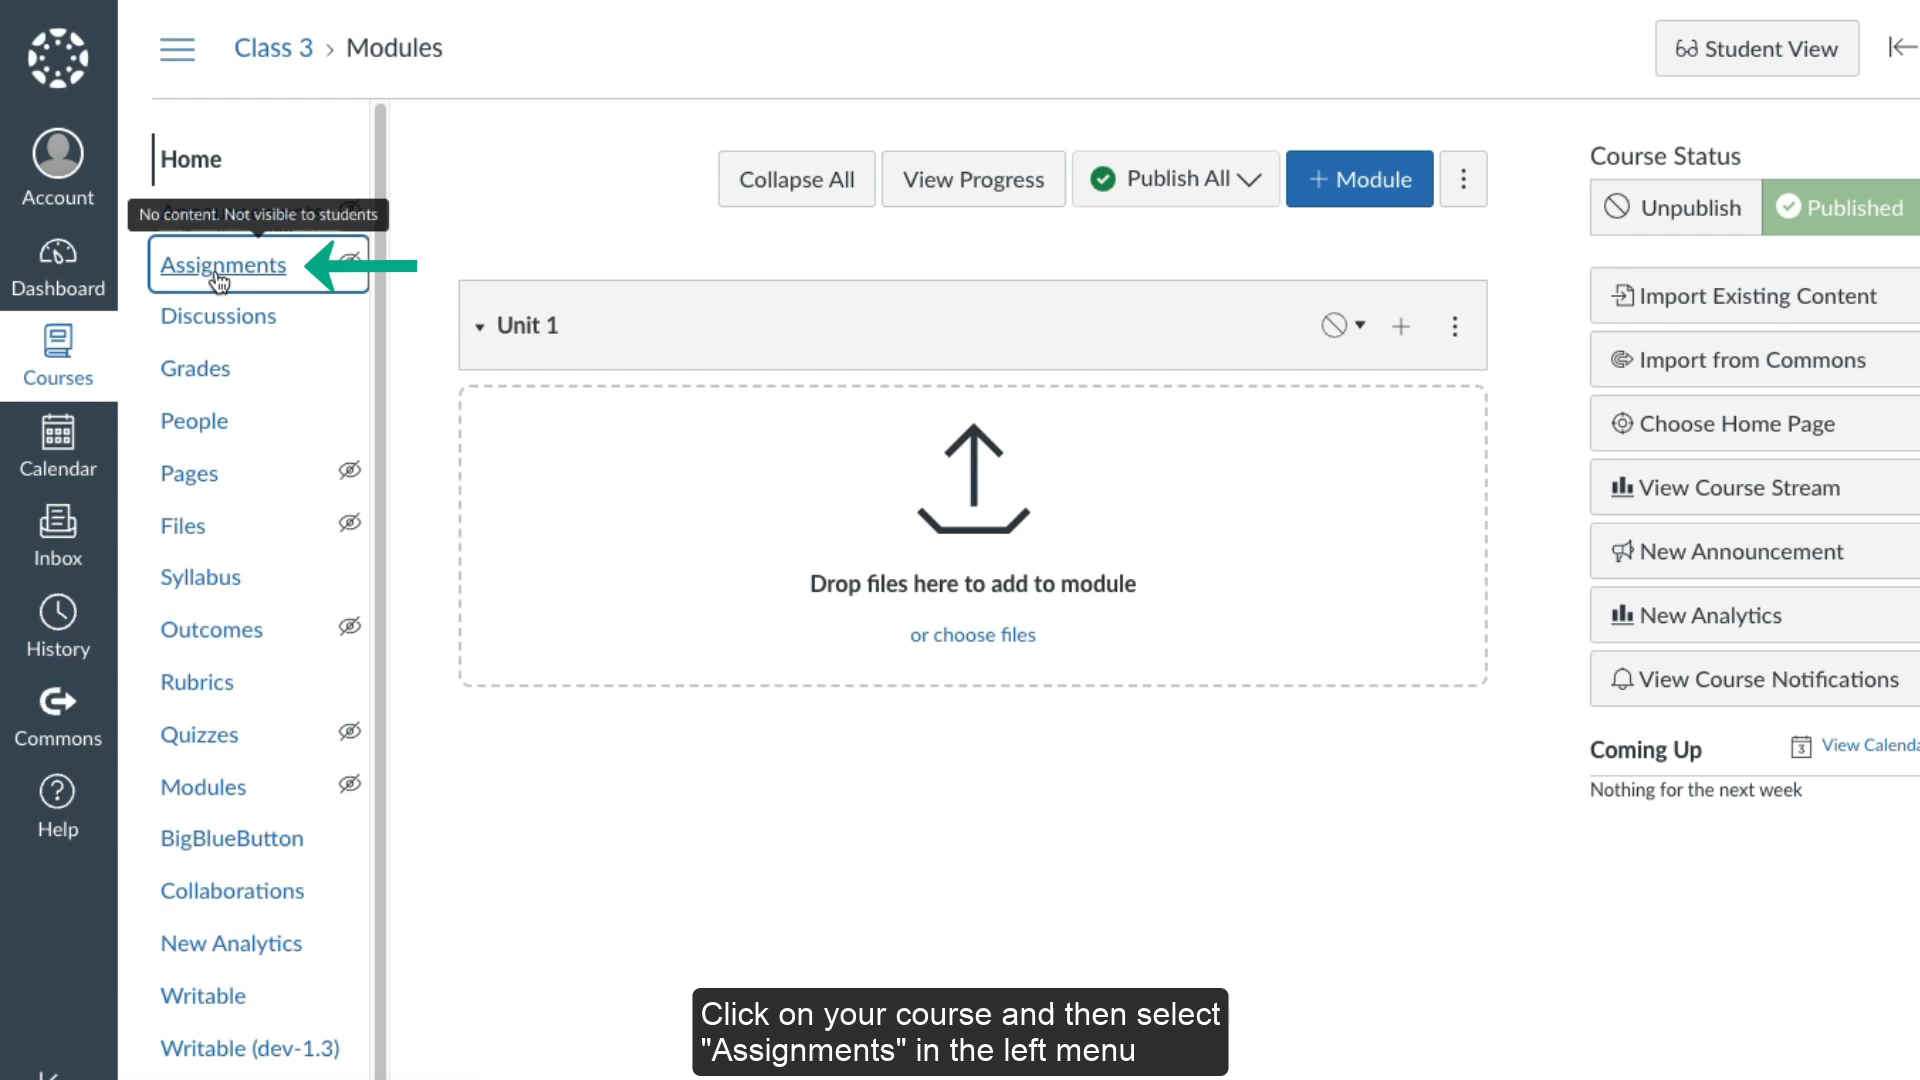 Class 3 › Modules
Student View
Account
Dashboard
Courses
Calendar
Inbox
History
Commons
Help
Home
No content. Not visible to students
Assignments
Discussions
Grades
People
Pages
Files
Syllabus
Outcomes
Rubrics
Quizzes
Modules
BigBlueButton
Collaborations
New Analytics
Writable
Writable (dev-1.3)
Collapse All
View Progress
Publish All
+ Module
Unit 1
Drop files here to add to module
or choose files
Course Status
Unpublish
Published
Import Existing Content
Import from Commons
Choose Home Page
View Course Stream
New Announcement
New Analytics
View Course Notifications
Coming Up
3 View Calenda
Nothing for the next week
Click on your course and then select
"Assignments" in the left menu